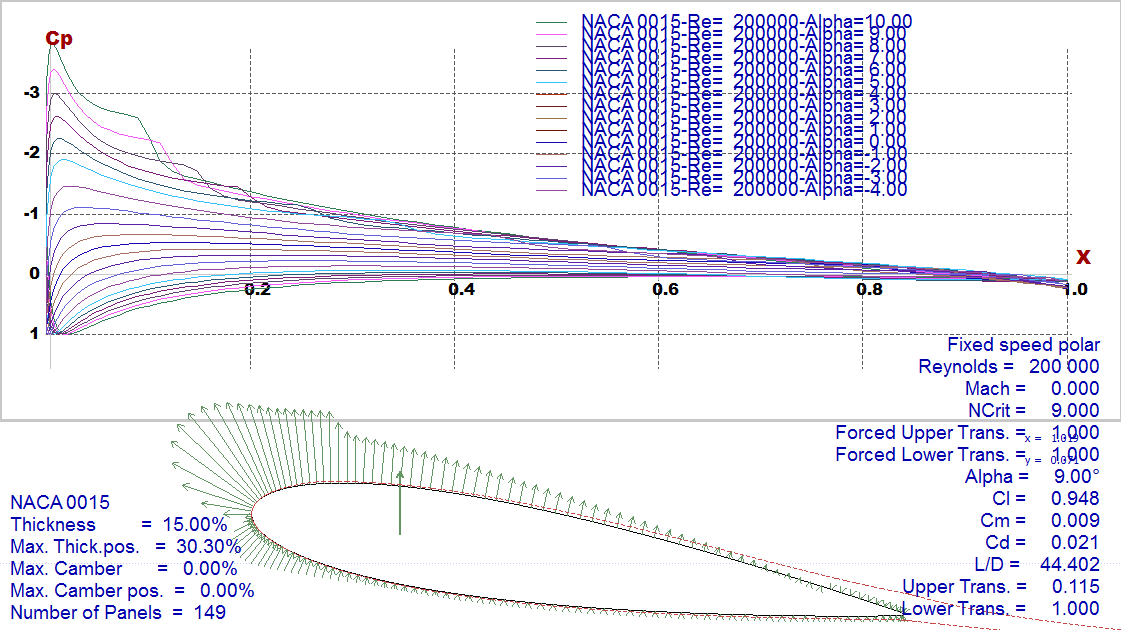 Cp
NACA 0015-Re= 200000-Alpha=10.00
NACA 0015-Re= 200000-Alpha=9.00
NACA 0015-Re= 200000-Alpha=8.00
NACA 0015-Re= 200000-Alpha=7.00
NACA 0015-Re= 200000-Alpha=6.00
NACA 0015-Re= 200000-Alpha=5.00
NACA 0015-Re= 200000-Alpha=4.00
NACA 0015-Re= 200000-Alpha=3.00
NACA 0015-Re= 200000-Alpha=2.00
NACA 0015-Re= 200000-Alpha=1.00
NACA 0015-Re= 200000-Alpha=0.00
NACA 0015-Re= 200000-Alpha=-1.00
NACA 0015-Re= 200000-Alpha=-2.00
NACA 0015-Re= 200000-Alpha=-3.00
NACA 0015-Re= 200000-Alpha=-4.00
-3
-2
-1
0
1
X
0.2 0.4 0.6 0.8 1.0
Fixed speed polar
Reynolds = 200 000
Mach = 0.000
NCrit = 9.000
Forced Upper Trans. = 1.000
x =
Forced Lower Trans. = 1.000
y =
Alpha = 9.00°
Cl = 0.948
Cm = 0.009
Cd = 0.021
L/D = 44.402
Upper Trans. = 0.115
Lower Trans. = 1.000
NACA 0015
Thickness = 15.00%
Max. Thick.pos. = 30.30%
Max. Camber = 0.00%
Max. Camber pos. = 0.00%
Number of Panels = 149